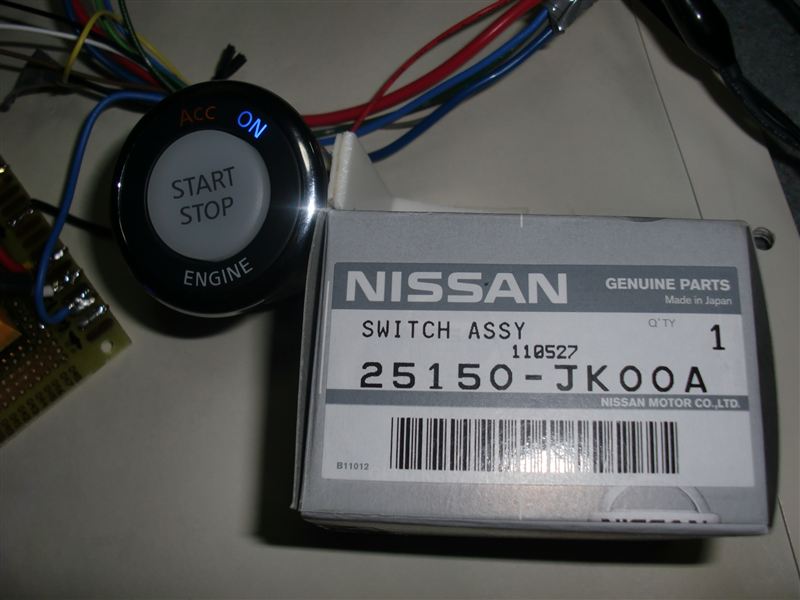 ACC ON
START
STOP
ENGINE
NISSAN
GENUINE PARTS
Made in Japan
SWITCH ASSY
Q'TY
1
110527
25150-JK00A
NISSAN MOTOR CO.,LTD.
B11012
NISSAN